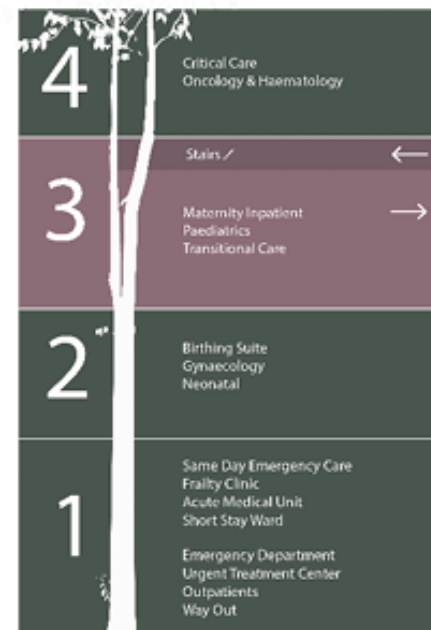 4
Critical Care
Oncology & Haematology
3
Stairs
Maternity Inpatient
Paediatrics
Transitional Care
2
Birthing Suite
Gynaecology
Neonatal
1
Same Day Emergency Care
Frailty Clinic
Acute Medical Unit
Short Stay Ward
Emergency Department
Urgent Treatment Center
Outpatients
Way Out